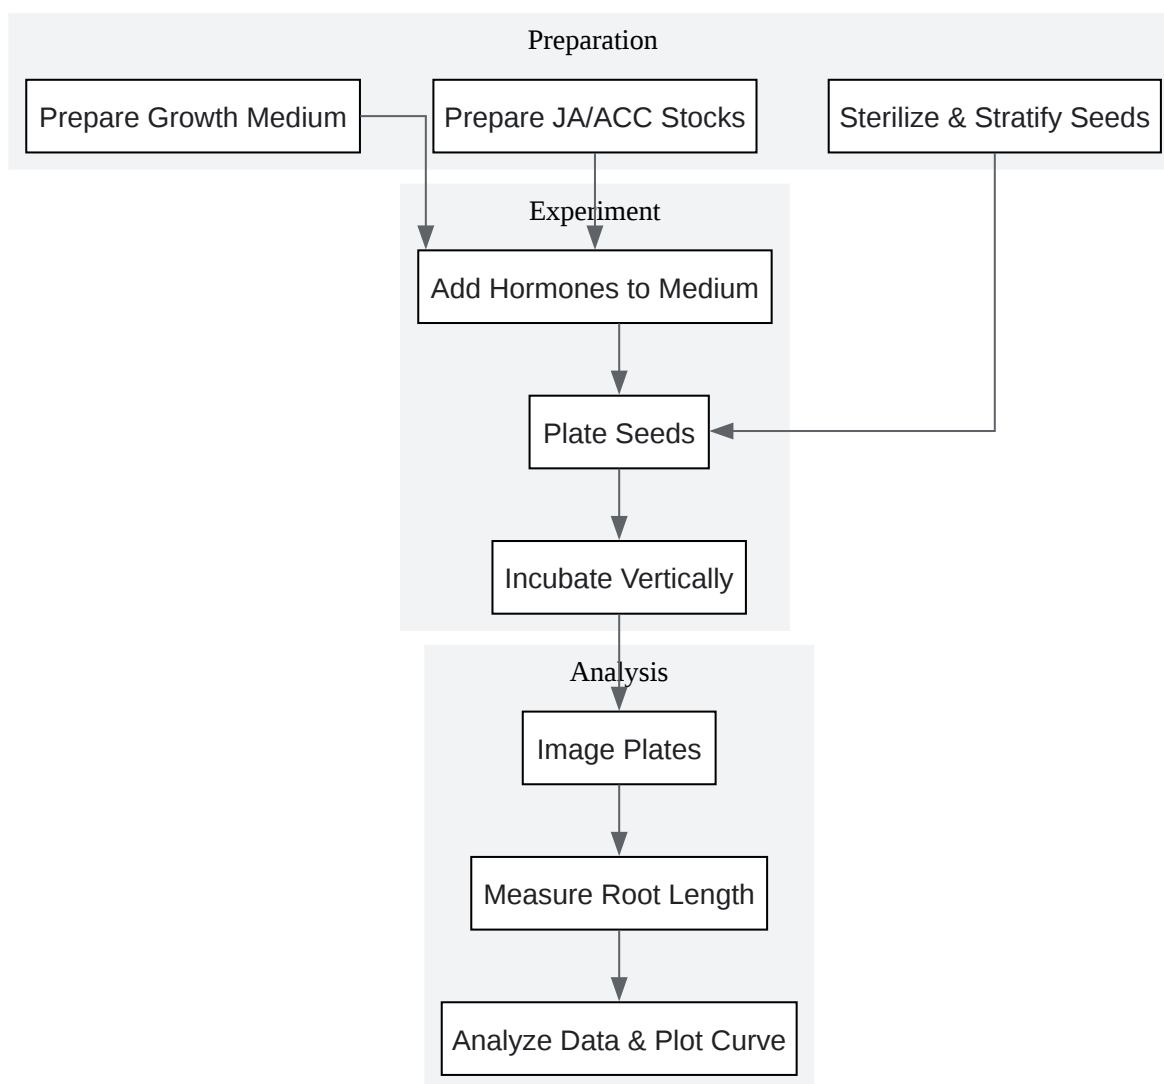 Preparation
Prepare Growth Medium
Prepare JA/ACC Stocks
Sterilize & Stratify Seeds
Experiment
Add Hormones to Medium
Plate Seeds
Incubate Vertically
Analysis
Image Plates
Measure Root Length
Analyze Data & Plot Curve